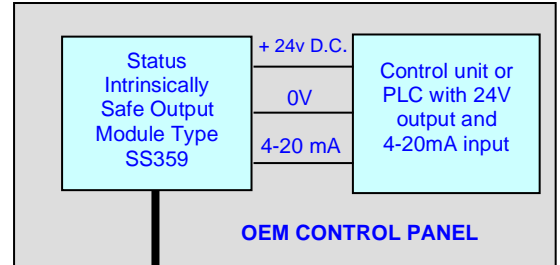 Status
Intrinsically
Safe Output
Module Type
SS359
+ 24v D.C.
0V
4-20 mA
Control unit or
PLC with 24V
output and
4-20mA input
OEM CONTROL PANEL